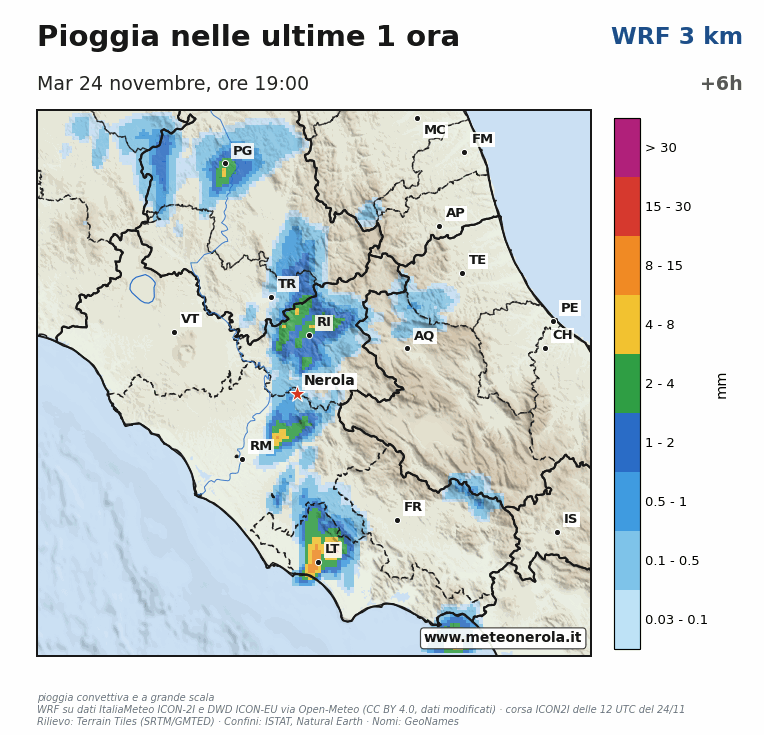 Pioggia nelle ultime 1 ora
WRF 3 km
Mar 24 novembre, ore 19:00
+6h
MC
FM
PG
AP
TE
TR
PE
VT
RI
CH
AQ
Nerola
RM
FR
IS
LT
www.meteonerola.it
> 30
15 - 30
8 - 15
4 - 8
2 - 4
1 - 2
0.5 - 1
0.1 - 0.5
0.03 - 0.1
mm
pioggia convettiva e a grande scala
WRF su dati ItaliaMeteo ICON-2I e DWD ICON-EU via Open-Meteo (CC BY 4.0, dati modificati) · corsa ICON2I delle 12 UTC del 24/11
Rilievo: Terrain Tiles (SRTM/GMTED) · Confini: ISTAT, Natural Earth · Nomi: GeoNames